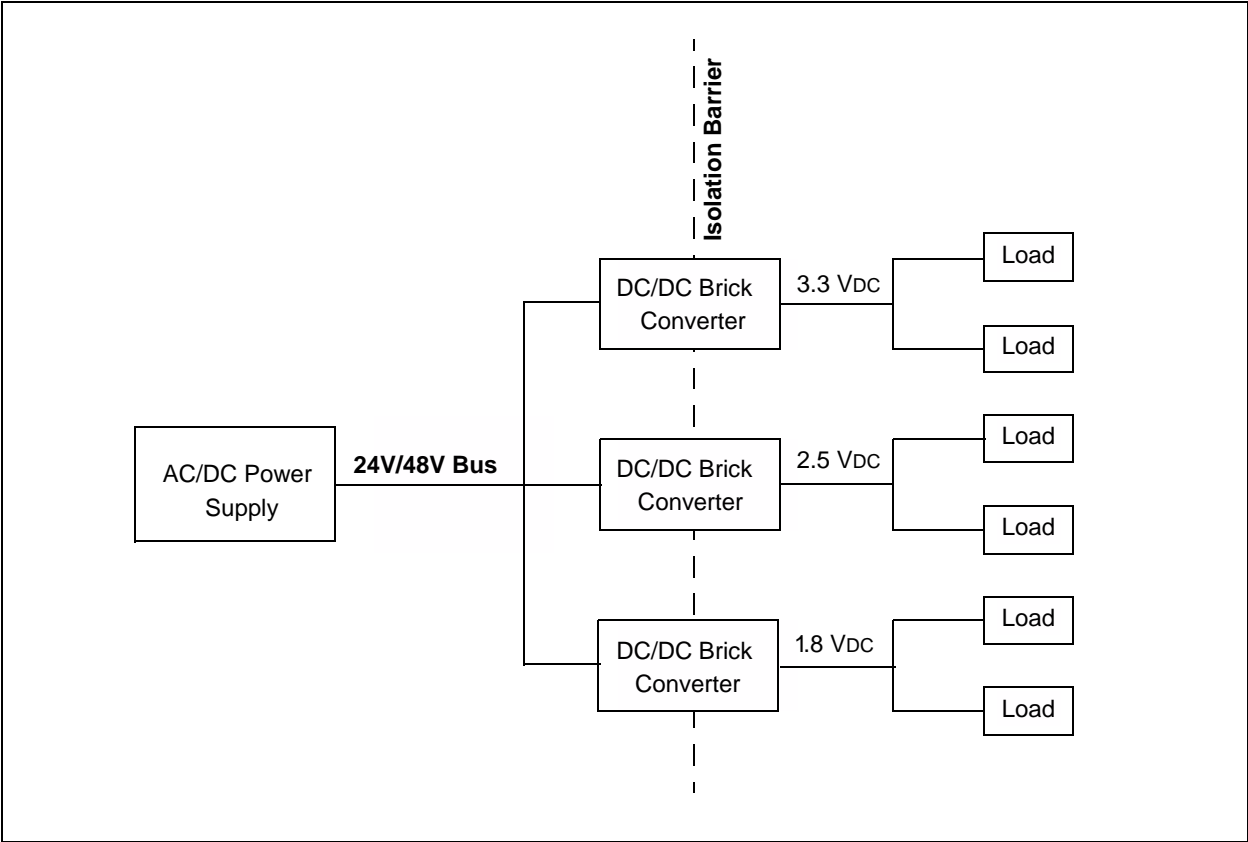 Isolation Barrier
DC/DC Brick
Converter
3.3 VDC
Load
Load
AC/DC Power
Supply
24V/48V Bus
DC/DC Brick
Converter
2.5 VDC
Load
Load
DC/DC Brick
Converter
1.8 VDC
Load
Load